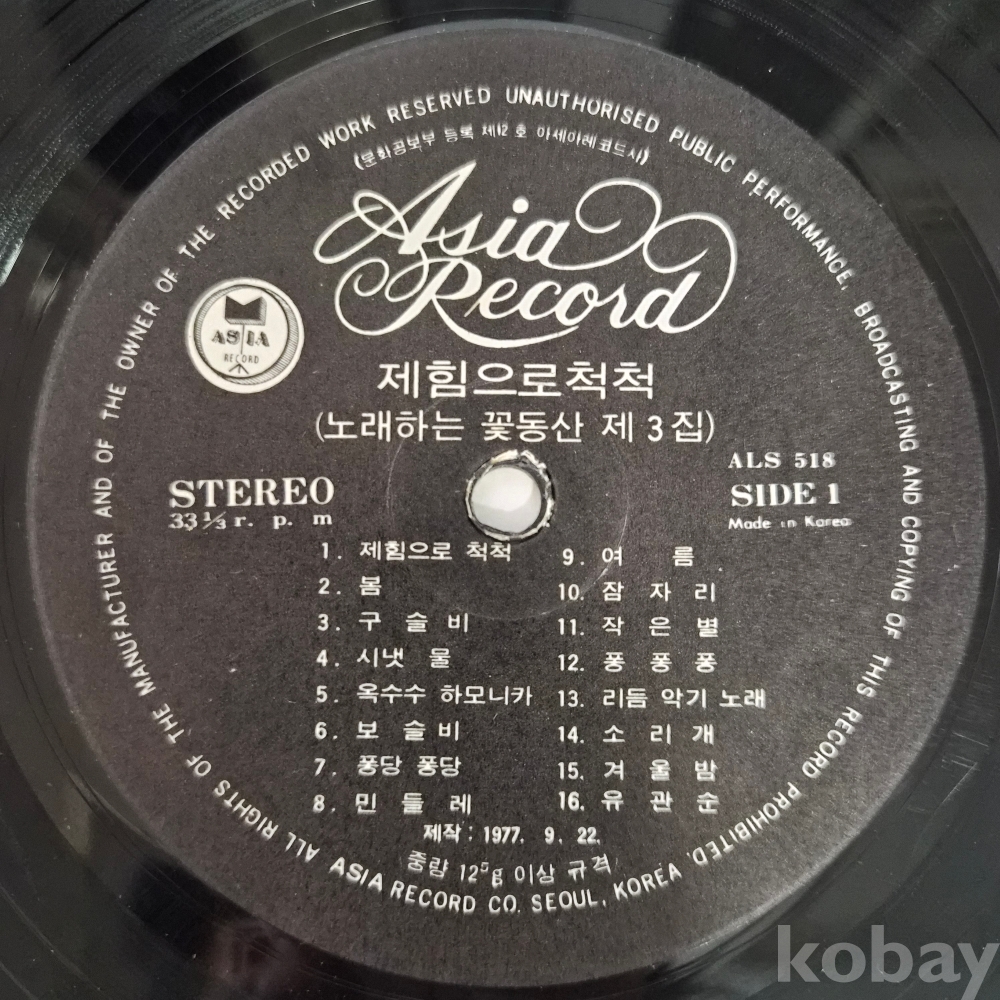 ALL RIGHTS OF THE MANUFACTURER AND OF THE OWNER OF THE RECORDED WORK RESERVED UNAUTHORISED PUBLIC PERFORMANCE, BROADCASTING AND COPYING OF THIS RECORD PROHIBITED.
(문화공보부 등록 제12호 아세아레코드사)
Asia
Record
ASIA
RECORD
제힘으로척척
(노래하는 꽃동산 제 3 집)
STEREO
33 1/3 r. p. m
ALS 518
SIDE 1
Made in Korea
1. 제힘으로 척척
2. 봄
3. 구 슬 비
4. 시냇 물
5. 옥수수 하모니카
6. 보 슬 비
7. 퐁당 퐁당
8. 민 들 레
9. 여 름
10. 잠 자 리
11. 작 은 별
12. 퐁 퐁 퐁
13. 리듬 악기 노래
14. 소 리 개
15. 겨 울 밤
16. 유 관 순
제작 : 1977. 9. 22.
중량 12⁵g 이상 규격
ASIA RECORD CO. SEOUL, KOREA
kobay